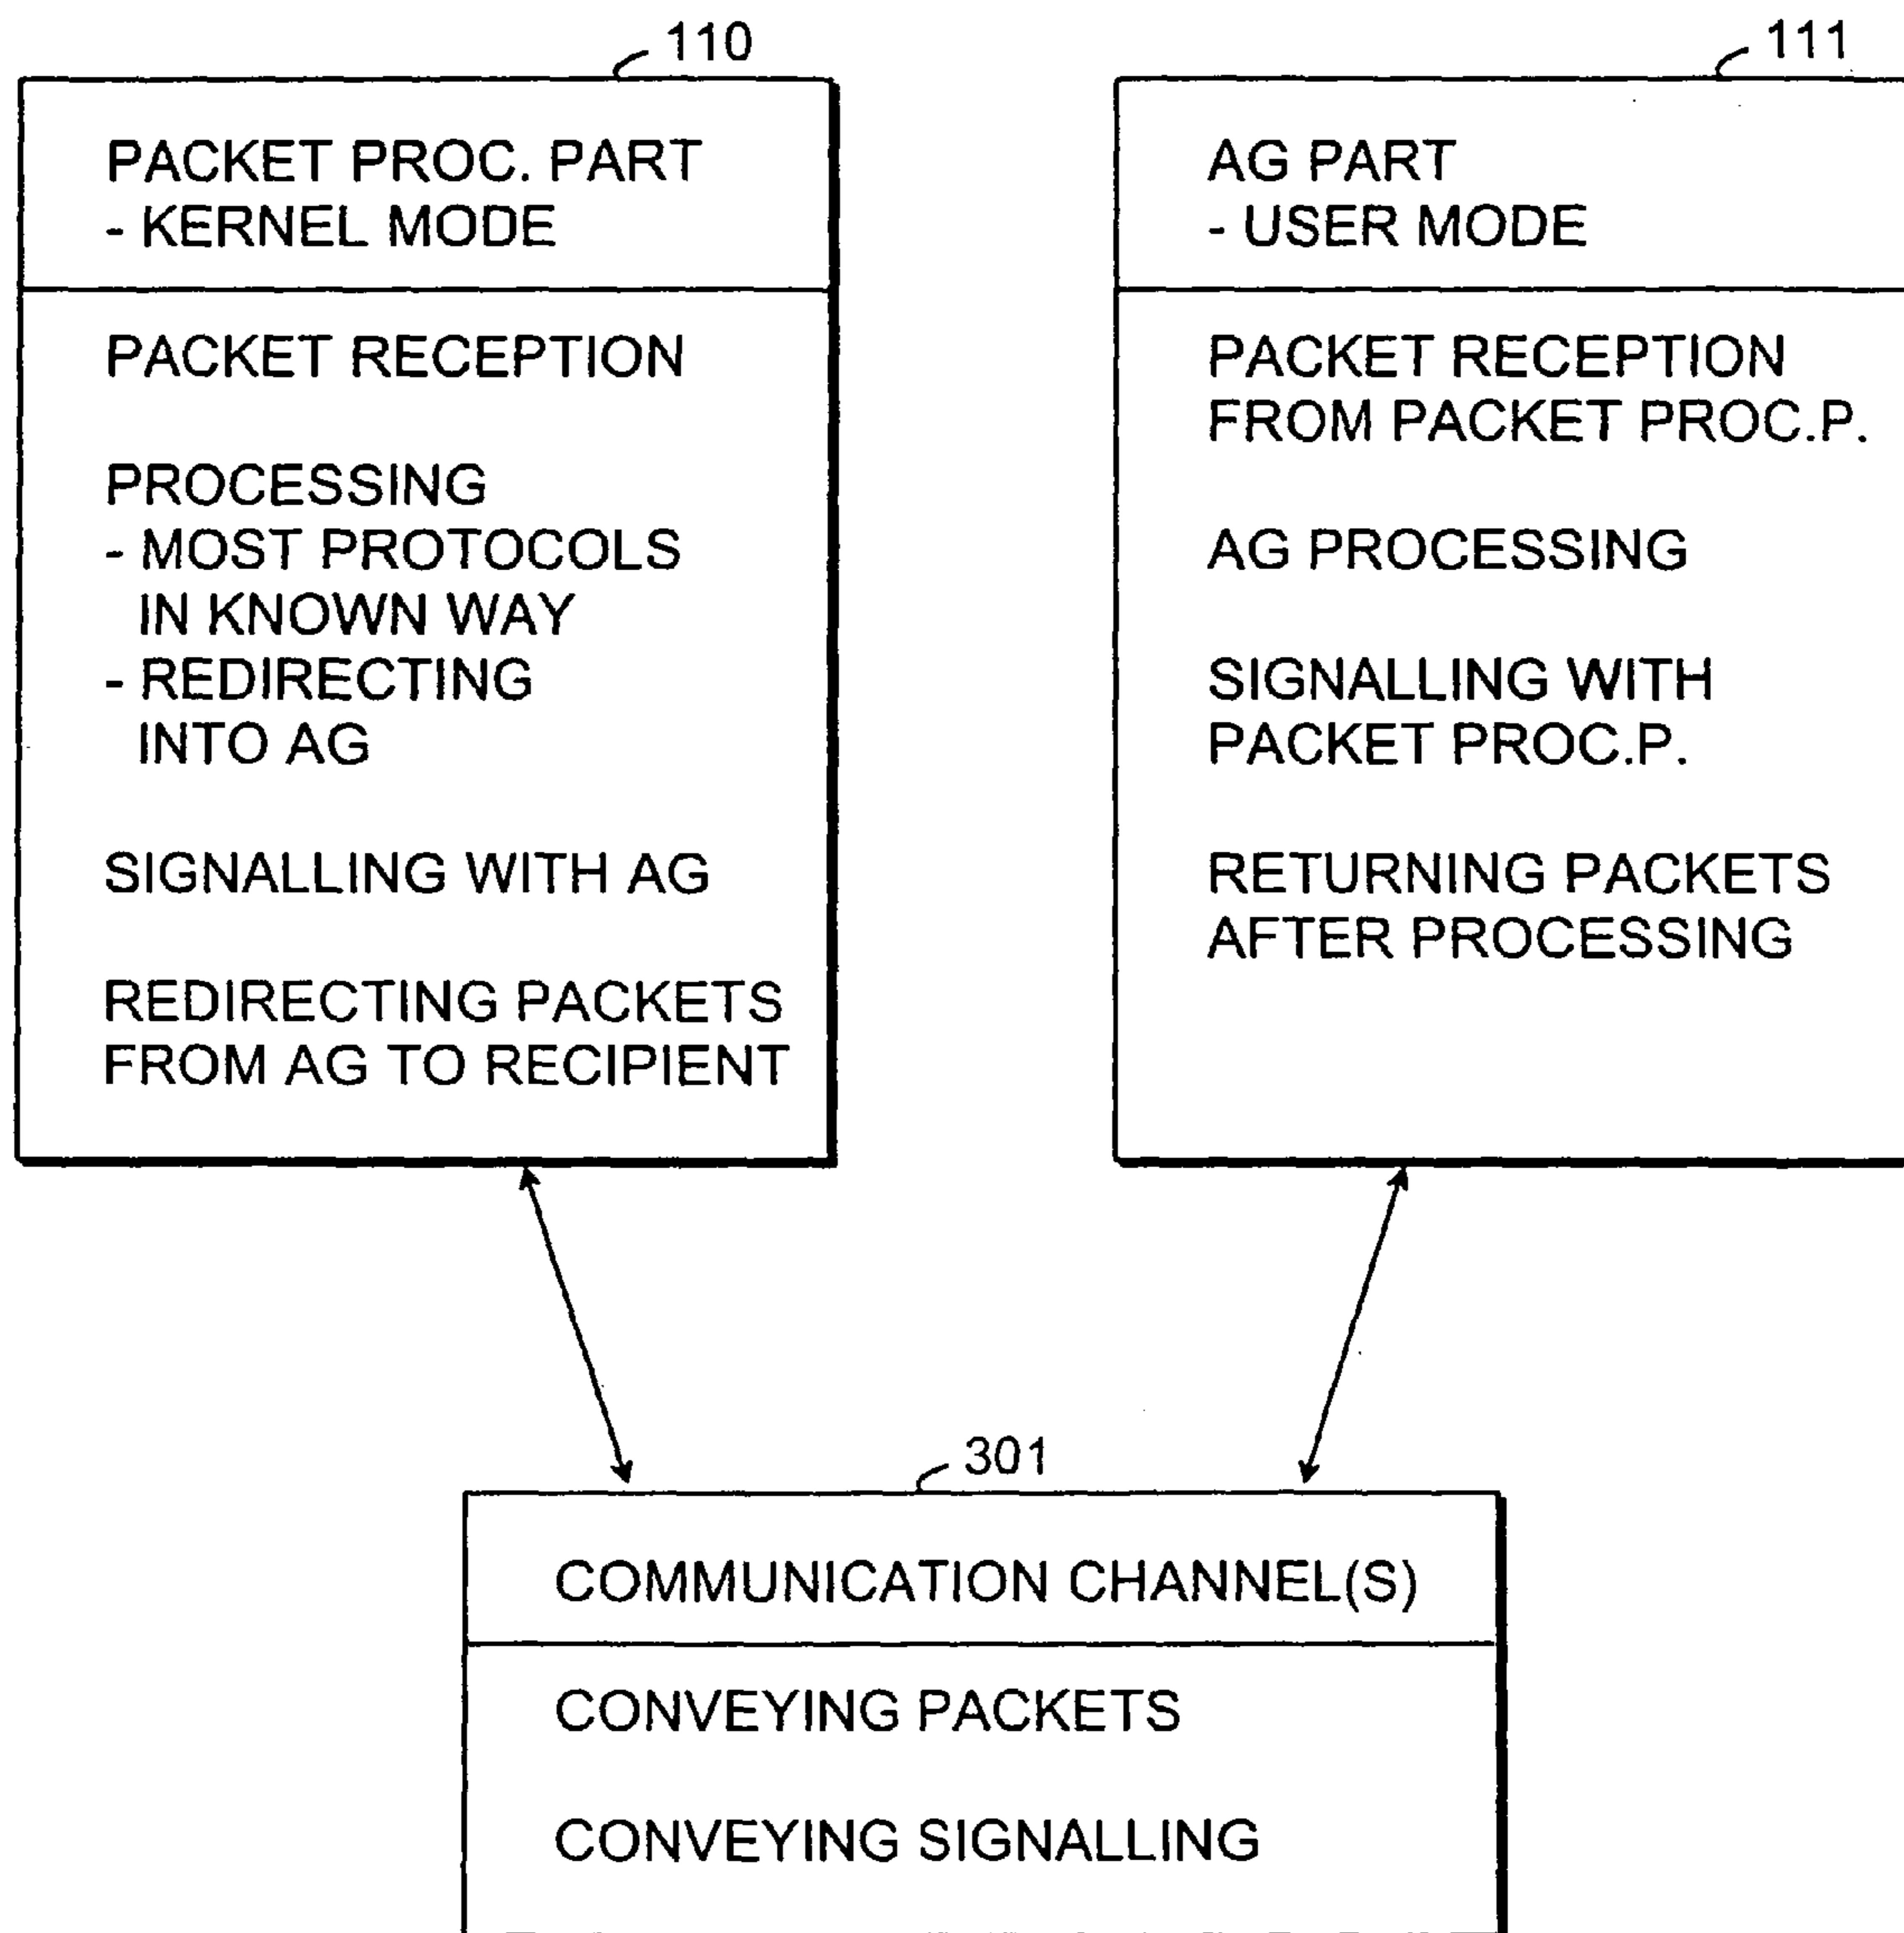 110
PACKET PROC. PART
- KERNEL MODE
PACKET RECEPTION
PROCESSING
- MOST PROTOCOLS
IN KNOWN WAY
- REDIRECTING
INTO AG
SIGNALLING WITH AG
REDIRECTING PACKETS
FROM AG TO RECIPIENT
111
AG PART
- USER MODE
PACKET RECEPTION
FROM PACKET PROC.P.
AG PROCESSING
SIGNALLING WITH
PACKET PROC.P.
RETURNING PACKETS
AFTER PROCESSING
301
COMMUNICATION CHANNEL(S)
CONVEYING PACKETS
CONVEYING SIGNALLING